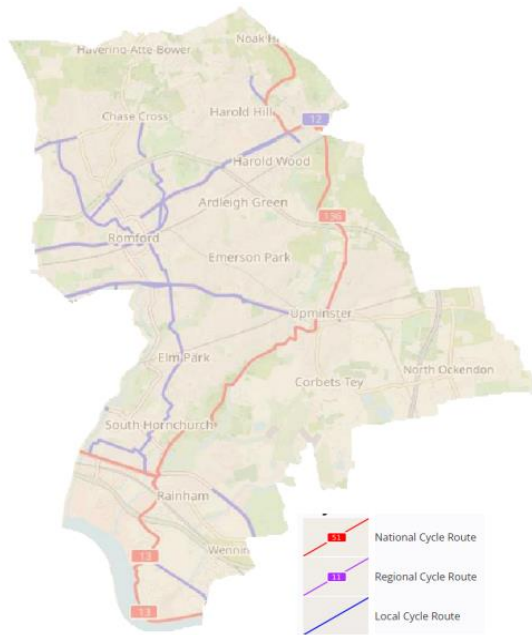 Noak H
Havering-Atte-Bower
Chase Cross
Harold Hill
12
Harold Wood
Ardleigh Green
136
Romford
Emerson Park
Upminster
Elm Park
North Ockendon
Corbets Tey
South Hornchurch
Rainham
Wennin
13
13
51 National Cycle Route
11 Regional Cycle Route
Local Cycle Route